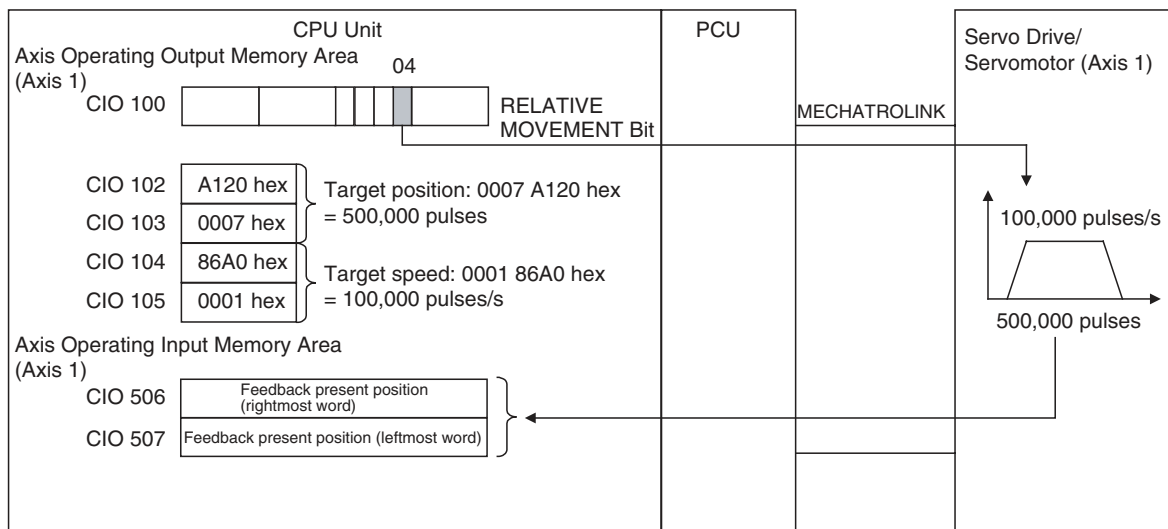 CPU Unit
PCU
Servo Drive/
Servomotor (Axis 1)
Axis Operating Output Memory Area
(Axis 1)
04
CIO 100
RELATIVE
MOVEMENT Bit
MECHATROLINK
CIO 102
A120 hex
CIO 103
0007 hex
Target position: 0007 A120 hex
= 500,000 pulses
CIO 104
86A0 hex
CIO 105
0001 hex
Target speed: 0001 86A0 hex
= 100,000 pulses/s
100,000 pulses/s
500,000 pulses
Axis Operating Input Memory Area
(Axis 1)
CIO 506
Feedback present position
(rightmost word)
CIO 507
Feedback present position (leftmost word)